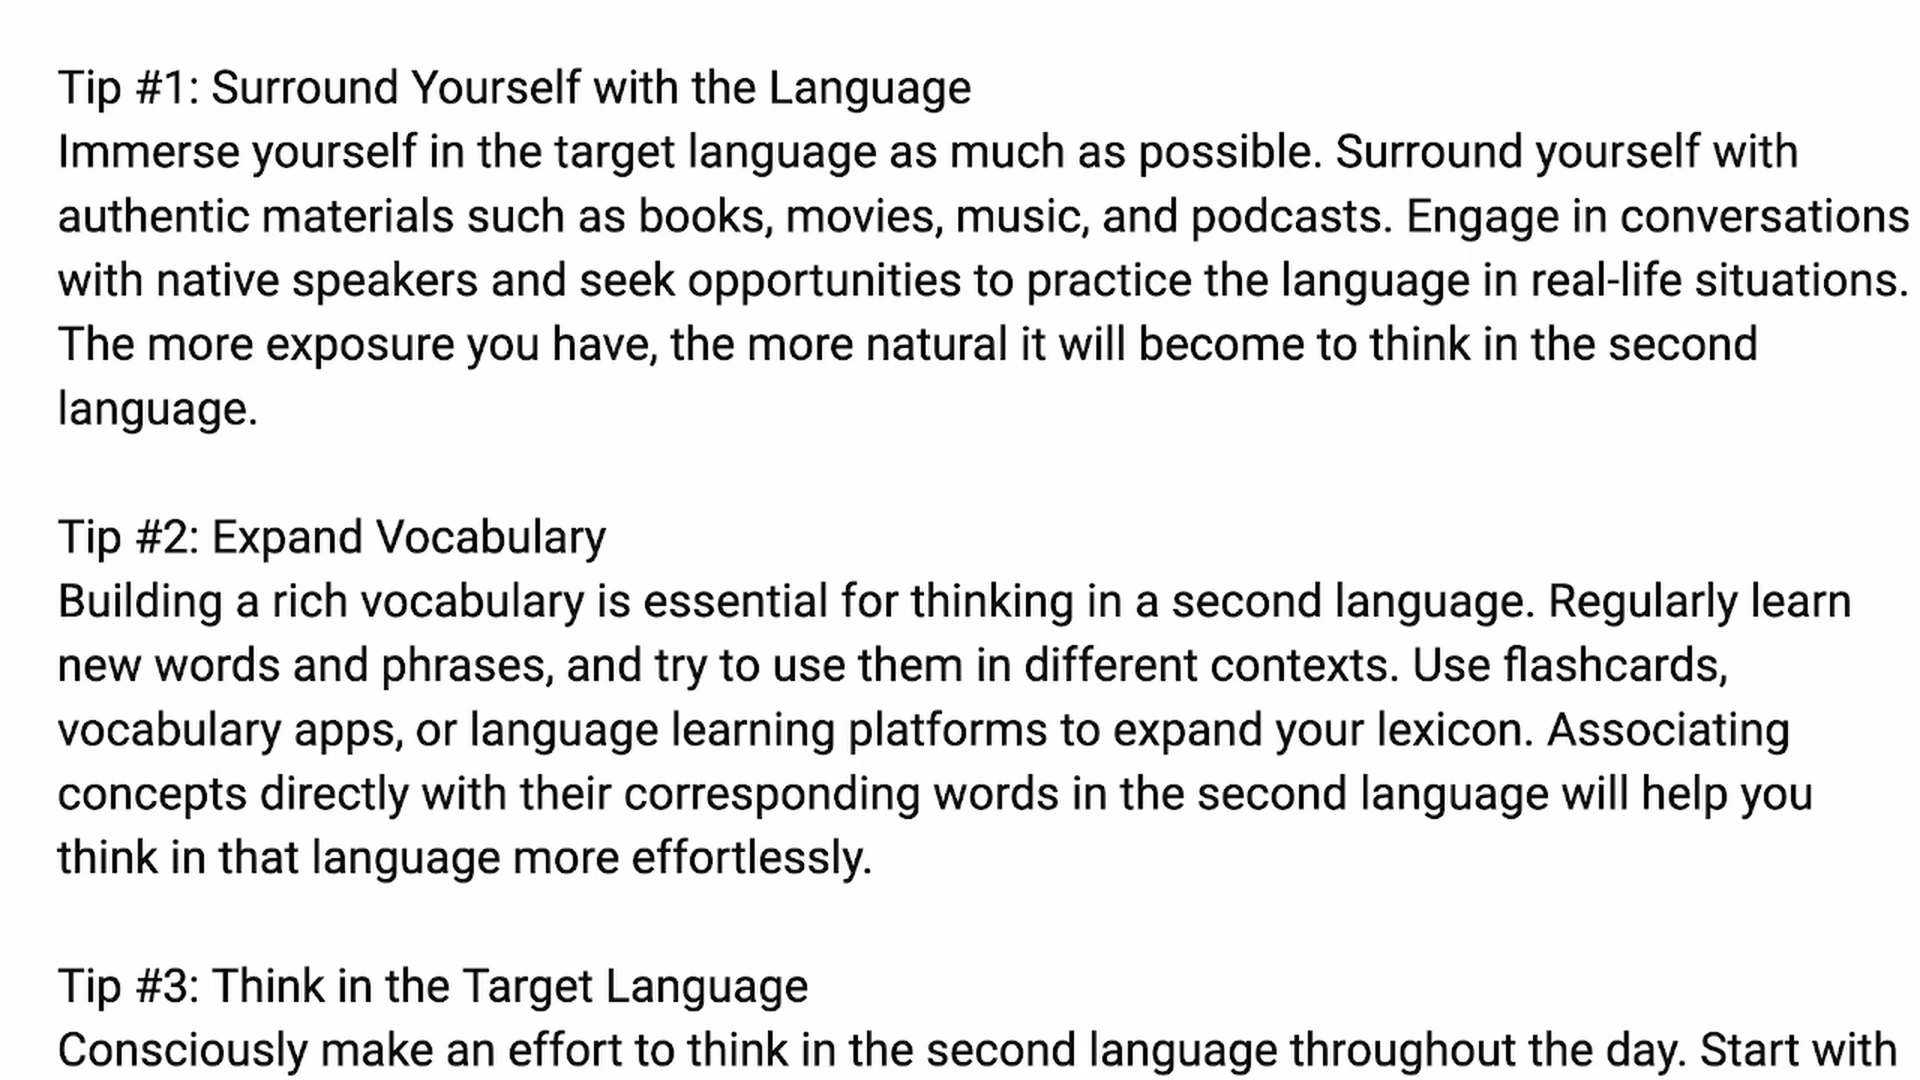 Tip #1: Surround Yourself with the Language
Immerse yourself in the target language as much as possible. Surround yourself with
authentic materials such as books, movies, music, and podcasts. Engage in conversations
with native speakers and seek opportunities to practice the language in real-life situations.
The more exposure you have, the more natural it will become to think in the second
language.
Tip #2: Expand Vocabulary
Building a rich vocabulary is essential for thinking in a second language. Regularly learn
new words and phrases, and try to use them in different contexts. Use flashcards,
vocabulary apps, or language learning platforms to expand your lexicon. Associating
concepts directly with their corresponding words in the second language will help you
think in that language more effortlessly.
Tip #3: Think in the Target Language
Consciously make an effort to think in the second language throughout the day. Start with